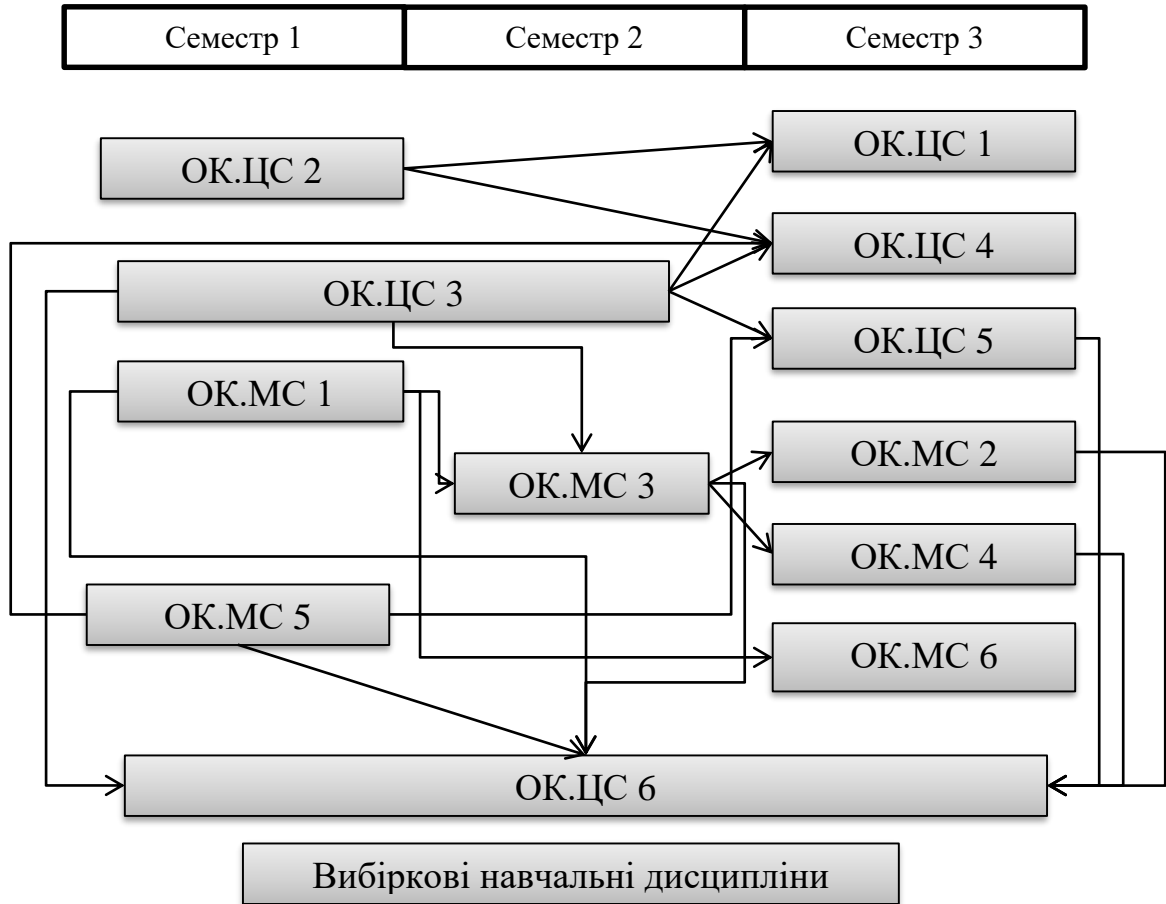 Семестр 1
Семестр 2
Семестр 3
ОК.ЦС 1
ОК.ЦС 2
ОК.ЦС 4
ОК.ЦС 3
ОК.ЦС 5
ОК.МС 1
ОК.МС 2
ОК.МС 3
ОК.МС 4
ОК.МС 5
ОК.МС 6
ОК.ЦС 6
Вибіркові навчальні дисципліни